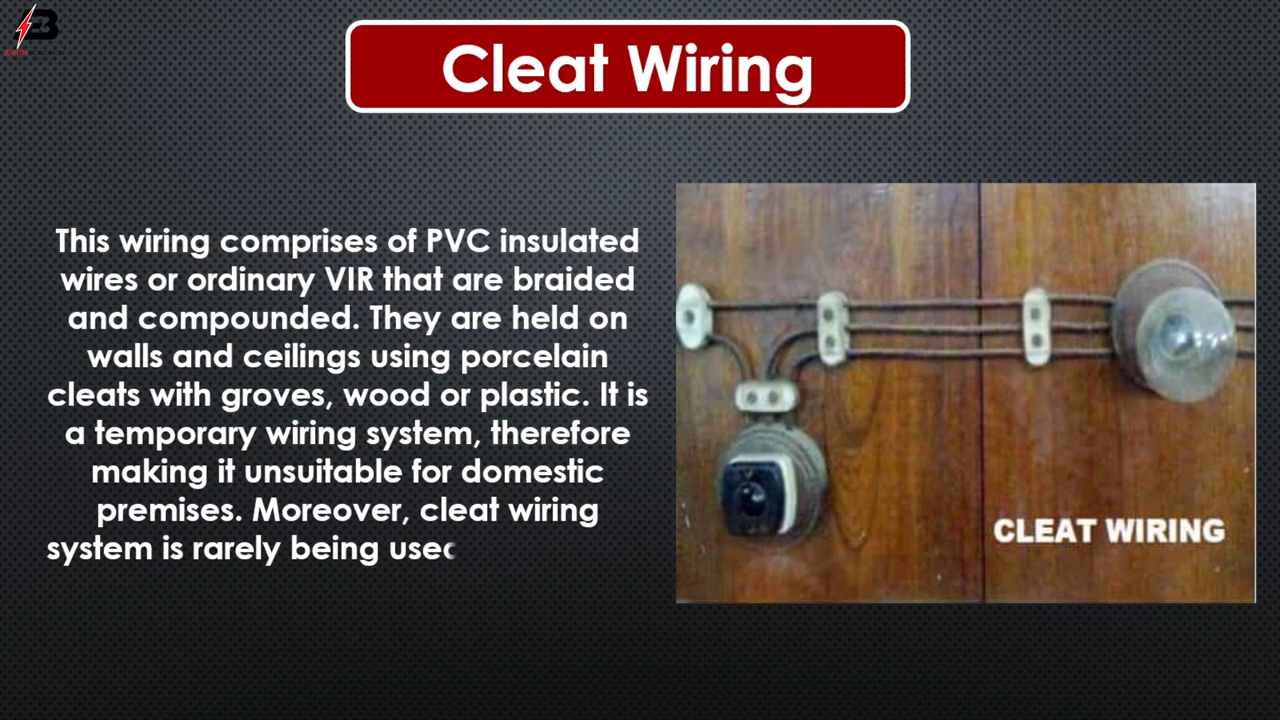 Cleat Wiring
This wiring comprises of PVC insulated
wires or ordinary VIR that are braided
and compounded. They are held on
walls and ceilings using porcelain
cleats with groves, wood or plastic. It is
a temporary wiring system, therefore
making it unsuitable for domestic
premises. Moreover, cleat wiring
system is rarely being
CLEAT WIRING